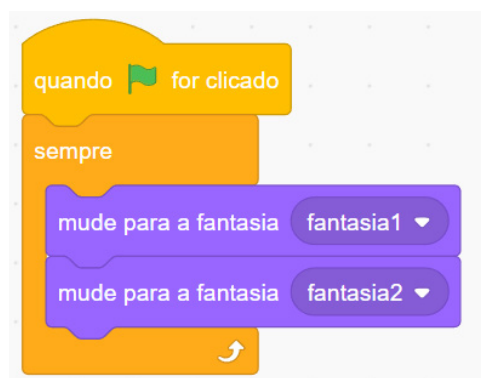 quando for clicado
sempre
mude para a fantasia fantasia1
mude para a fantasia fantasia2